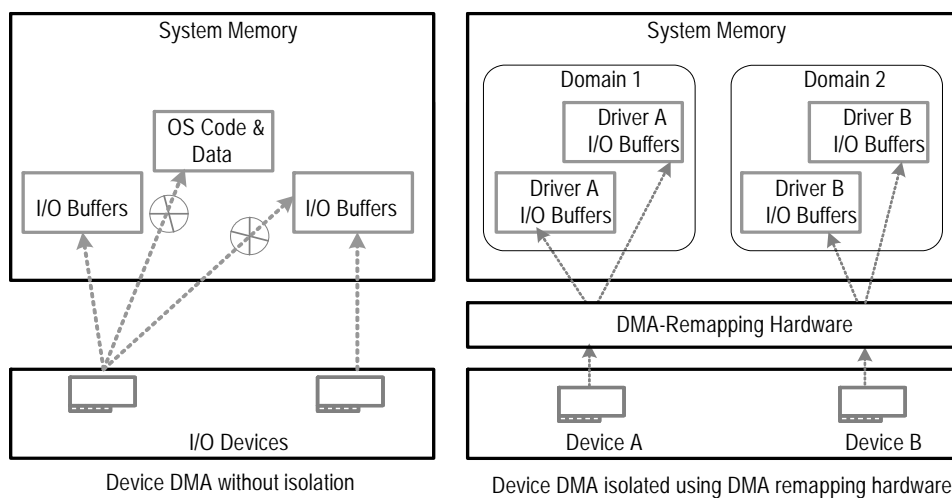 System Memory
OS Code &
Data
I/O Buffers
I/O Buffers
I/O Devices
Device DMA without isolation
System Memory
Domain 1
Driver A
I/O Buffers
Driver A
I/O Buffers
Domain 2
Driver B
I/O Buffers
Driver B
I/O Buffers
DMA-Remapping Hardware
Device A
Device B
Device DMA isolated using DMA remapping hardware